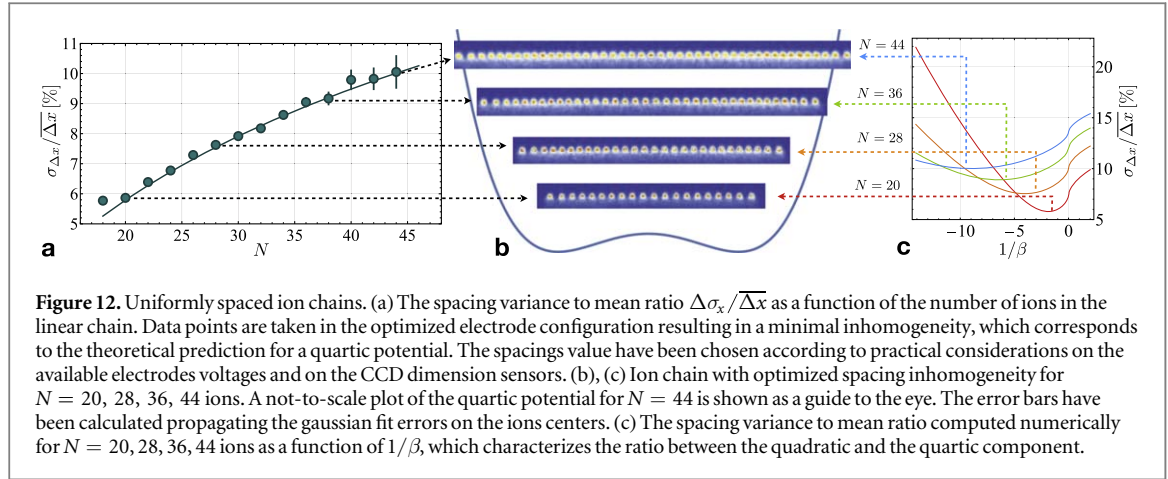 11
10
9
8
7
6
5
σΔx/Δx̅ [%]
20
25
30
35
40
45
N
a
b
N = 44
N = 36
N = 28
N = 20
20
15
10
5
σΔx/Δx̅ [%]
−10
−5
0
1/β
c
Figure 12. Uniformly spaced ion chains. (a) The spacing variance to mean ratio Δσx/Δx̅ as a function of the number of ions in the
linear chain. Data points are taken in the optimized electrode configuration resulting in a minimal inhomogeneity, which corresponds
to the theoretical prediction for a quartic potential. The spacings value have been chosen according to practical considerations on the
available electrodes voltages and on the CCD dimension sensors. (b), (c) Ion chain with optimized spacing inhomogeneity for
N = 20, 28, 36, 44 ions. A not-to-scale plot of the quartic potential for N = 44 is shown as a guide to the eye. The error bars have
been calculated propagating the gaussian fit errors on the ions centers. (c) The spacing variance to mean ratio computed numerically
for N = 20, 28, 36, 44 ions as a function of 1/β, which characterizes the ratio between the quadratic and the quartic component.